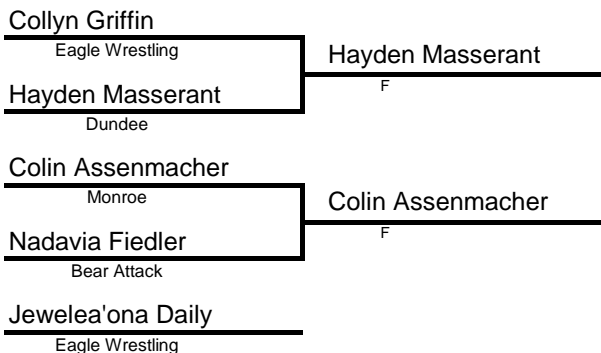 Collyn Griffin
Eagle Wrestling
Hayden Masserant
F
Hayden Masserant
Dundee
Colin Assenmacher
Monroe
Colin Assenmacher
F
Nadavia Fiedler
Bear Attack
Jewelea'ona Daily
Eagle Wrestling